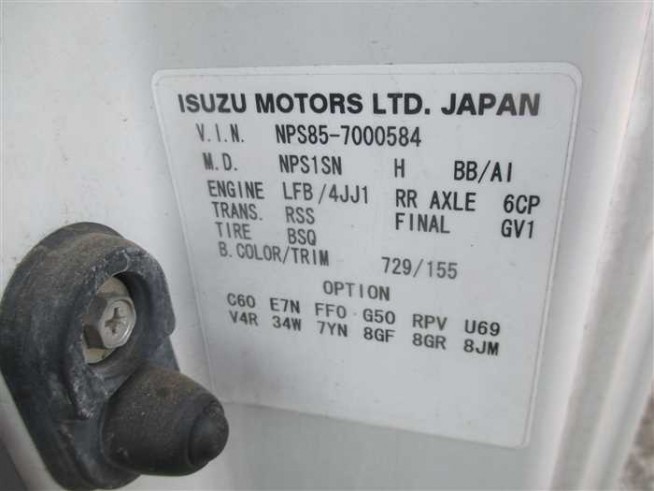 ISUZU MOTORS LTD. JAPAN
V.I.N. NPS85-7000584
M.D. NPS1SN H BB/AI
ENGINE LFB/4JJ1 RR AXLE 6CP
TRANS. RSS FINAL GV1
TIRE BSQ
B.COLOR/TRIM 729/155
OPTION
C60 E7N FF0 G50 RPV U69
V4R 34W 7YN 8GF 8GR 8JM